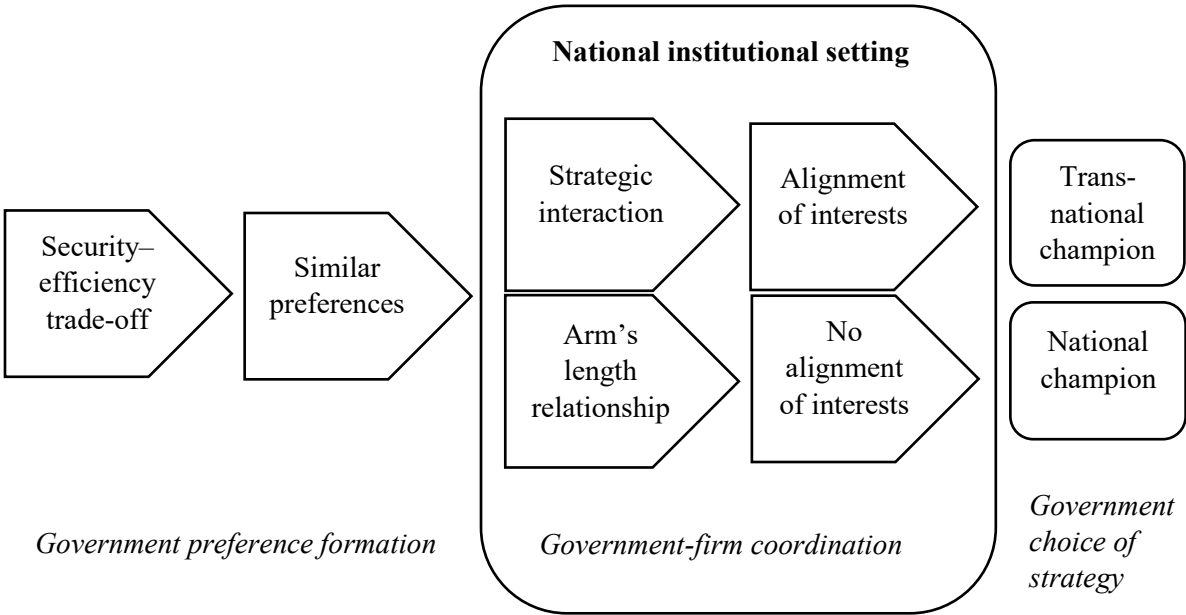 National institutional setting
Security–
efficiency
trade-off
Similar
preferences
Strategic
interaction
Alignment
of interests
Trans-
national
champion
Arm’s
length
relationship
No
alignment
of interests
National
champion
Government preference formation
Government-firm coordination
Government
choice of
strategy